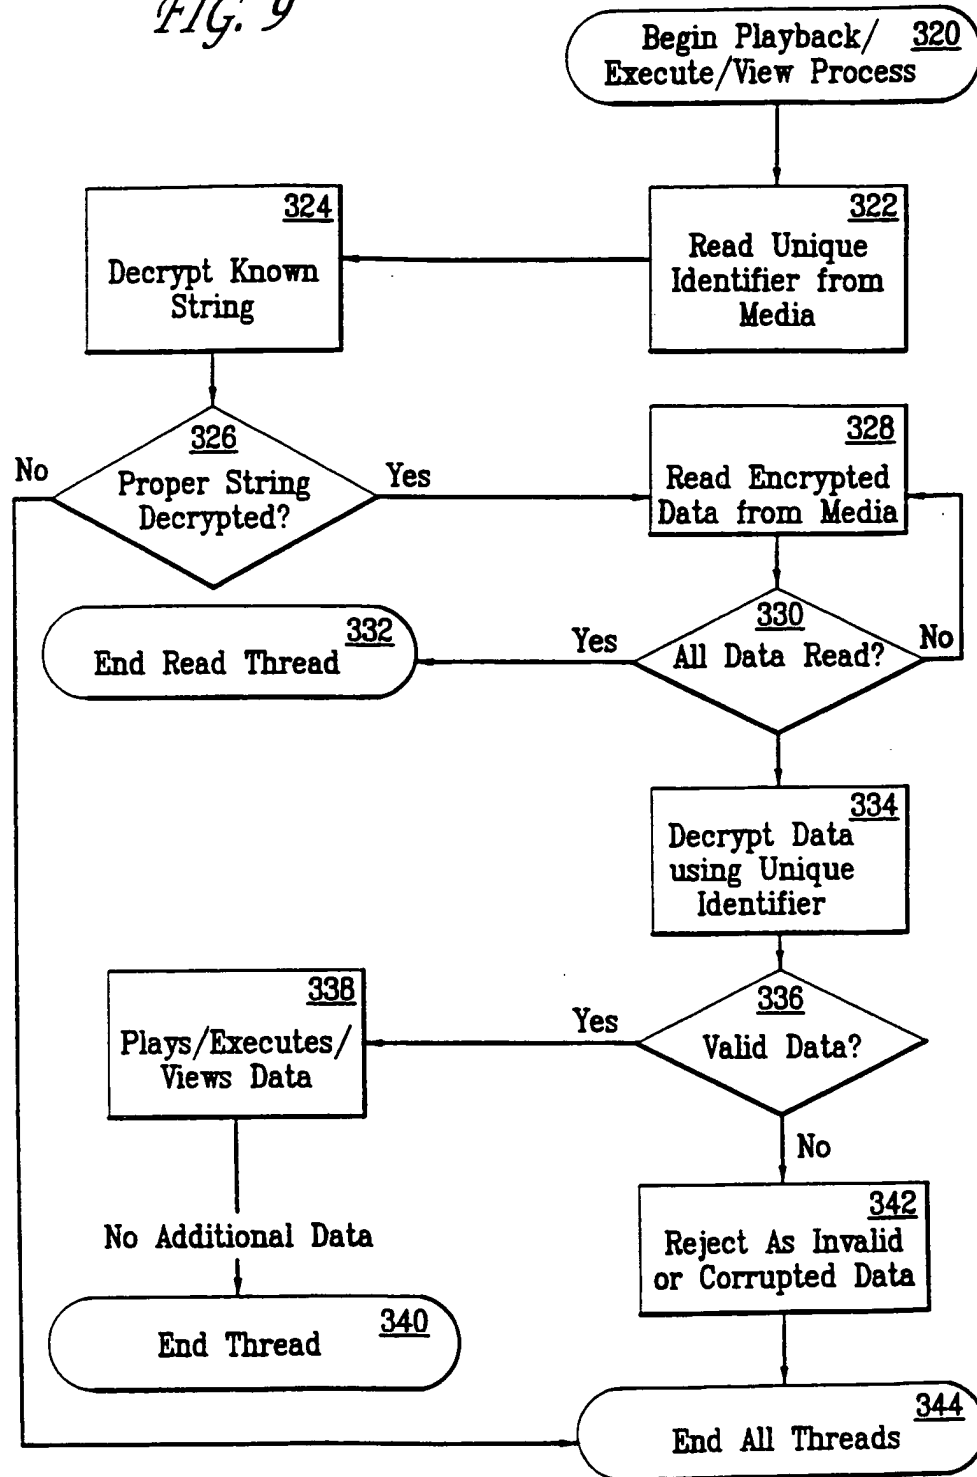 FIG. 9
Begin Playback/ 320
Execute/View Process
324
Decrypt Known
String
322
Read Unique
Identifier from
Media
326
Proper String
Decrypted?
No
Yes
328
Read Encrypted
Data from Media
330
All Data Read?
Yes
No
332
End Read Thread
334
Decrypt Data
using Unique
Identifier
336
Valid Data?
Yes
No
338
Plays/Executes/
Views Data
No Additional Data
340
End Thread
342
Reject As Invalid
or Corrupted Data
344
End All Threads